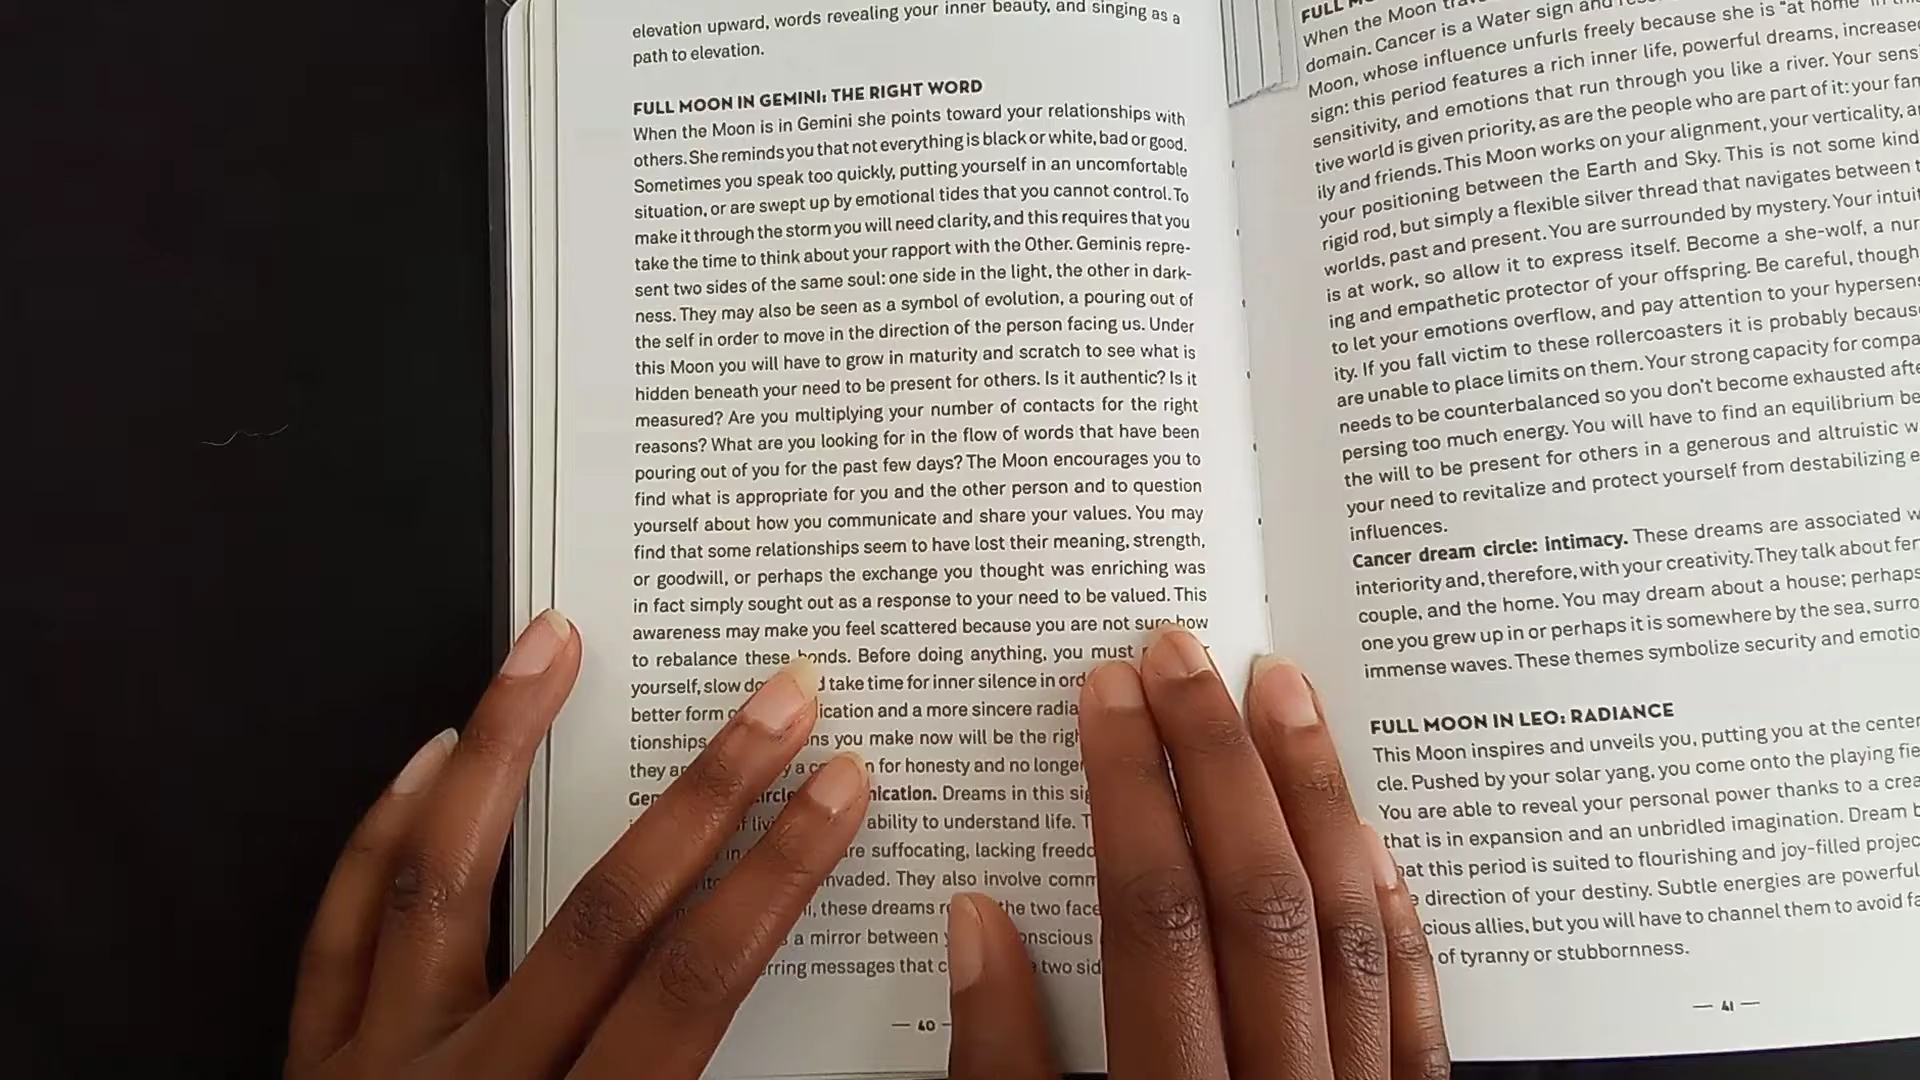 elevation upward, words revealing your inner beauty, and singing as a
path to elevation.
FULL MOON IN GEMINI: THE RIGHT WORD
When the Moon is in Gemini she points toward your relationships with
others. She reminds you that not everything is black or white, bad or good.
Sometimes you speak too quickly, putting yourself in an uncomfortable
situation, or are swept up by emotional tides that you cannot control. To
make it through the storm you will need clarity, and this requires that you
take the time to think about your rapport with the Other. Geminis repre-
sent two sides of the same soul: one side in the light, the other in dark-
ness. They may also be seen as a symbol of evolution, a pouring out of
the self in order to move in the direction of the person facing us. Under
this Moon you will have to grow in maturity and scratch to see what is
hidden beneath your need to be present for others. Is it authentic? Is it
measured? Are you multiplying your number of contacts for the right
reasons? What are you looking for in the flow of words that have been
pouring out of you for the past few days? The Moon encourages you to
find what is appropriate for you and the other person and to question
yourself about how you communicate and share your values. You may
find that some relationships seem to have lost their meaning, strength,
or goodwill, or perhaps the exchange you thought was enriching was
in fact simply sought out as a response to your need to be valued. This
awareness may make you feel scattered because you are not sure how
to rebalance these bonds. Before doing anything, you must
yourself, slow take time for inner silence in
better form and a more sincere
tionships you make now will be the
they a for honesty and no longer
Dreams in this
ability to understand life.
are suffocating, lacking
invaded. They also involve
these dreams the two
a mirror between
messages that two
— 40 —
FULL
When the Moon
domain. Cancer is a Water sign and
Moon, whose influence unfurls freely because she is "at home" in
sign: this period features a rich inner life, powerful dreams, increased
sensitivity, and emotions that run through you like a river. Your
tive world is given priority, as are the people who are part of it: your fam-
ily and friends. This Moon works on your alignment, your verticality,
your positioning between the Earth and Sky. This is not some kind
rigid rod, but simply a flexible silver thread that navigates between
worlds, past and present. You are surrounded by mystery. Your
is at work, so allow it to express itself. Become a she-wolf, a
ing and empathetic protector of your offspring. Be careful, though
to let your emotions overflow, and pay attention to your
ity. If you fall victim to these rollercoasters it is probably
are unable to place limits on them. Your strong capacity for
needs to be counterbalanced so you don't become exhausted
persing too much energy. You will have to find an equilibrium
the will to be present for others in a generous and altruistic
your need to revitalize and protect yourself from destabilizing
influences.
Cancer dream circle: intimacy. These dreams are associated
interiority and, therefore, with your creativity. They talk about
couple, and the home. You may dream about a house; perhaps
one you grew up in or perhaps it is somewhere by the sea,
immense waves. These themes symbolize security and
FULL MOON IN LEO: RADIANCE
This Moon inspires and unveils you, putting you at the center
cle. Pushed by your solar yang, you come onto the playing
You are able to reveal your personal power thanks to a
that is in expansion and an unbridled imagination. Dream
that this period is suited to flourishing and joy-filled
direction of your destiny. Subtle energies are
allies, but you will have to channel them to avoid
of tyranny or stubbornness.
— 41 —